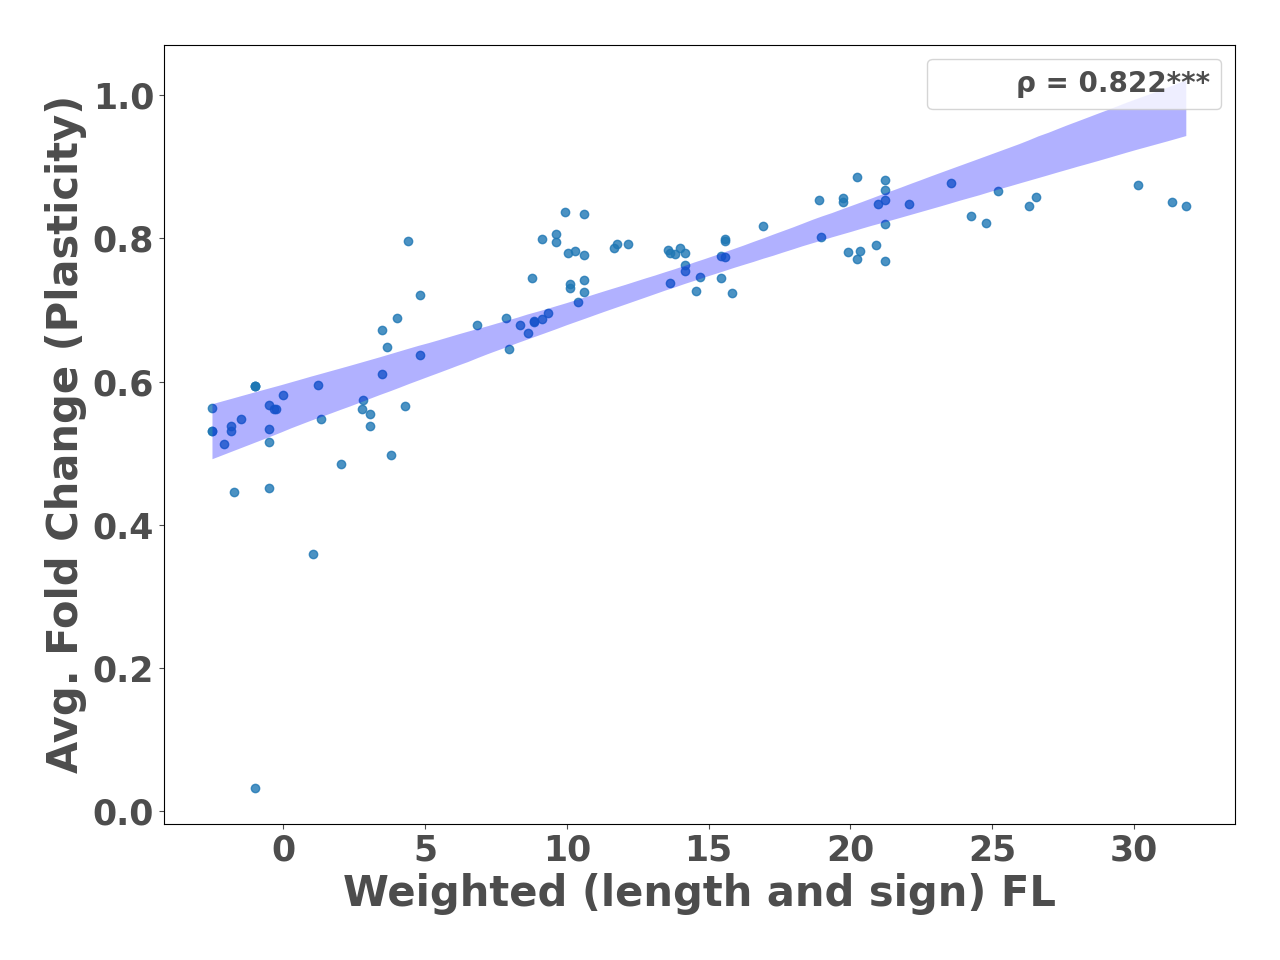 ρ = 0.822***
Avg. Fold Change (Plasticity)
1.0
0.8
0.6
0.4
0.2
0.0
0 5 10 15 20 25 30
Weighted (length and sign) FL